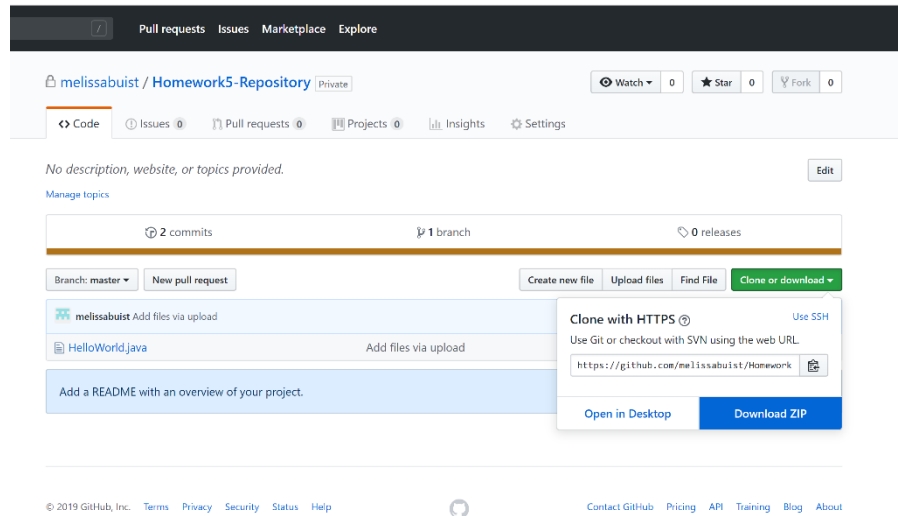 / Pull requests Issues Marketplace Explore
melissabuist / Homework5-Repository Private Watch 0 Star 0 Fork 0
Code Issues 0 Pull requests 0 Projects 0 Insights Settings
No description, website, or topics provided. Edit
Manage topics
2 commits 1 branch 0 releases
Branch: master New pull request Create new file Upload files Find File Clone or download
melissabuist Add files via upload
HelloWorld.java Add files via upload
Add a README with an overview of your project.
Clone with HTTPS ? Use SSH
Use Git or checkout with SVN using the web URL.
https://github.com/melissabuist/Homework
Open in Desktop Download ZIP
© 2019 GitHub, Inc. Terms Privacy Security Status Help Contact GitHub Pricing API Training Blog About